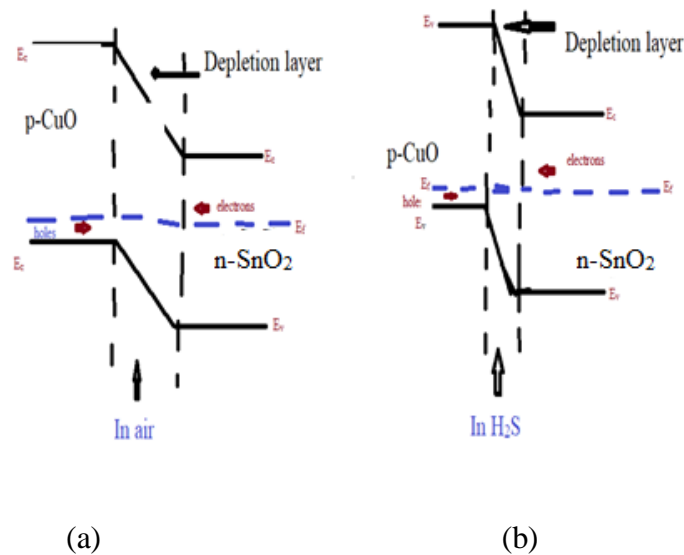 Ec
Depletion layer
p-CuO
Ec
Ef
holes
electrons
Ec
n-SnO2
Ev
In air
(a)
Ev
Depletion layer
Ec
p-CuO
electrons
Ef
Ef
holes
Ev
n-SnO2
Ev
In H2S
(b)